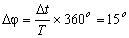 Δφ = Δt/T × 360° = 15°